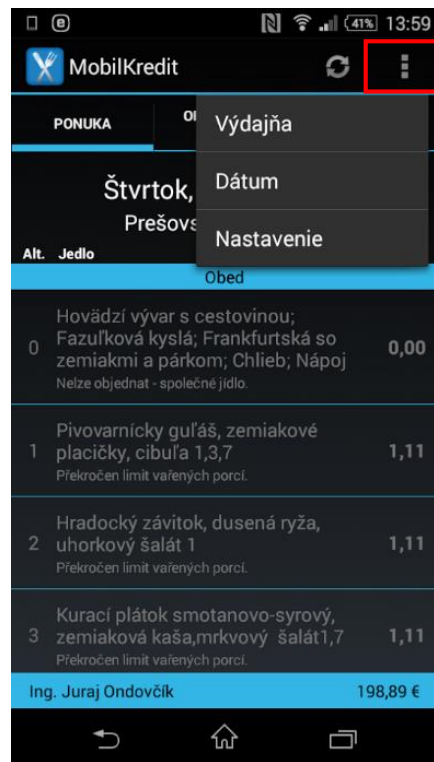 41% 13:59
MobilKredit
PONUKA
Výdajňa
Dátum
Nastavenie
Štvrtok,
Alt. Jedlo
Obed
Hovädzí vývar s cestovinou;
Fazuľková kyslá; Frankfurtská so
0 zemiakmi a párkom; Chlieb; Nápoj 0,00
Nelze objednat - společné jídlo.
Pivovarnícky guľáš, zemiakové
1 placičky, cibuľa 1,3,7 1,11
Překročen limit vařených porcí.
Hradocký závitok, dusená ryža,
2 uhorkový šalát 1 1,11
Překročen limit vařených porcí.
Kurací plátok smotanovo-syrový,
3 zemiaková kaša,mrkvový šalát1,7 1,11
Překročen limit vařených porcí.
Ing. Juraj Ondovčík 198,89 €